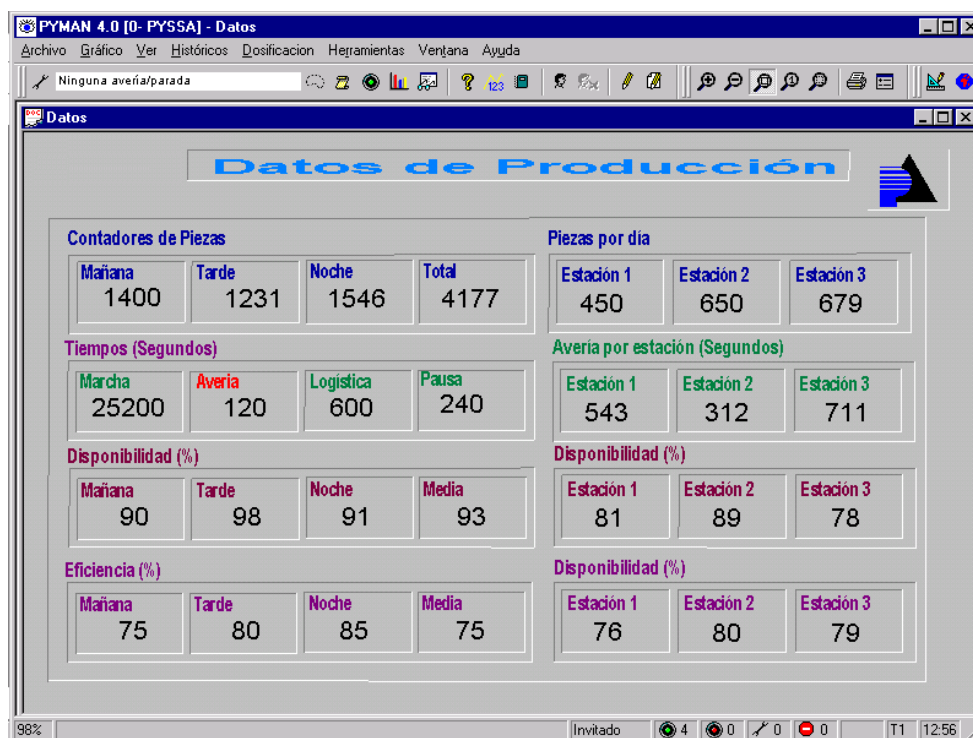 PYMAN 4.0 [0- PYSSA] - Datos
Archivo Gráfico Ver Históricos Dosificacion Herramientas Ventana Ayuda
Ninguna avería/parada
Datos
Datos de Producción
Contadores de Piezas
Mañana Tarde Noche Total
1400 1231 1546 4177
Piezas por día
Estación 1 Estación 2 Estación 3
450 650 679
Tiempos (Segundos)
Marcha Averia Logística Pausa
25200 120 600 240
Avería por estación (Segundos)
Estación 1 Estación 2 Estación 3
543 312 711
Disponibilidad (%)
Mañana Tarde Noche Media
90 98 91 93
Disponibilidad (%)
Estación 1 Estación 2 Estación 3
81 89 78
Eficiencia (%)
Mañana Tarde Noche Media
75 80 85 75
Disponibilidad (%)
Estación 1 Estación 2 Estación 3
76 80 79
98% Invitado 4 0 0 0 T1 12:56